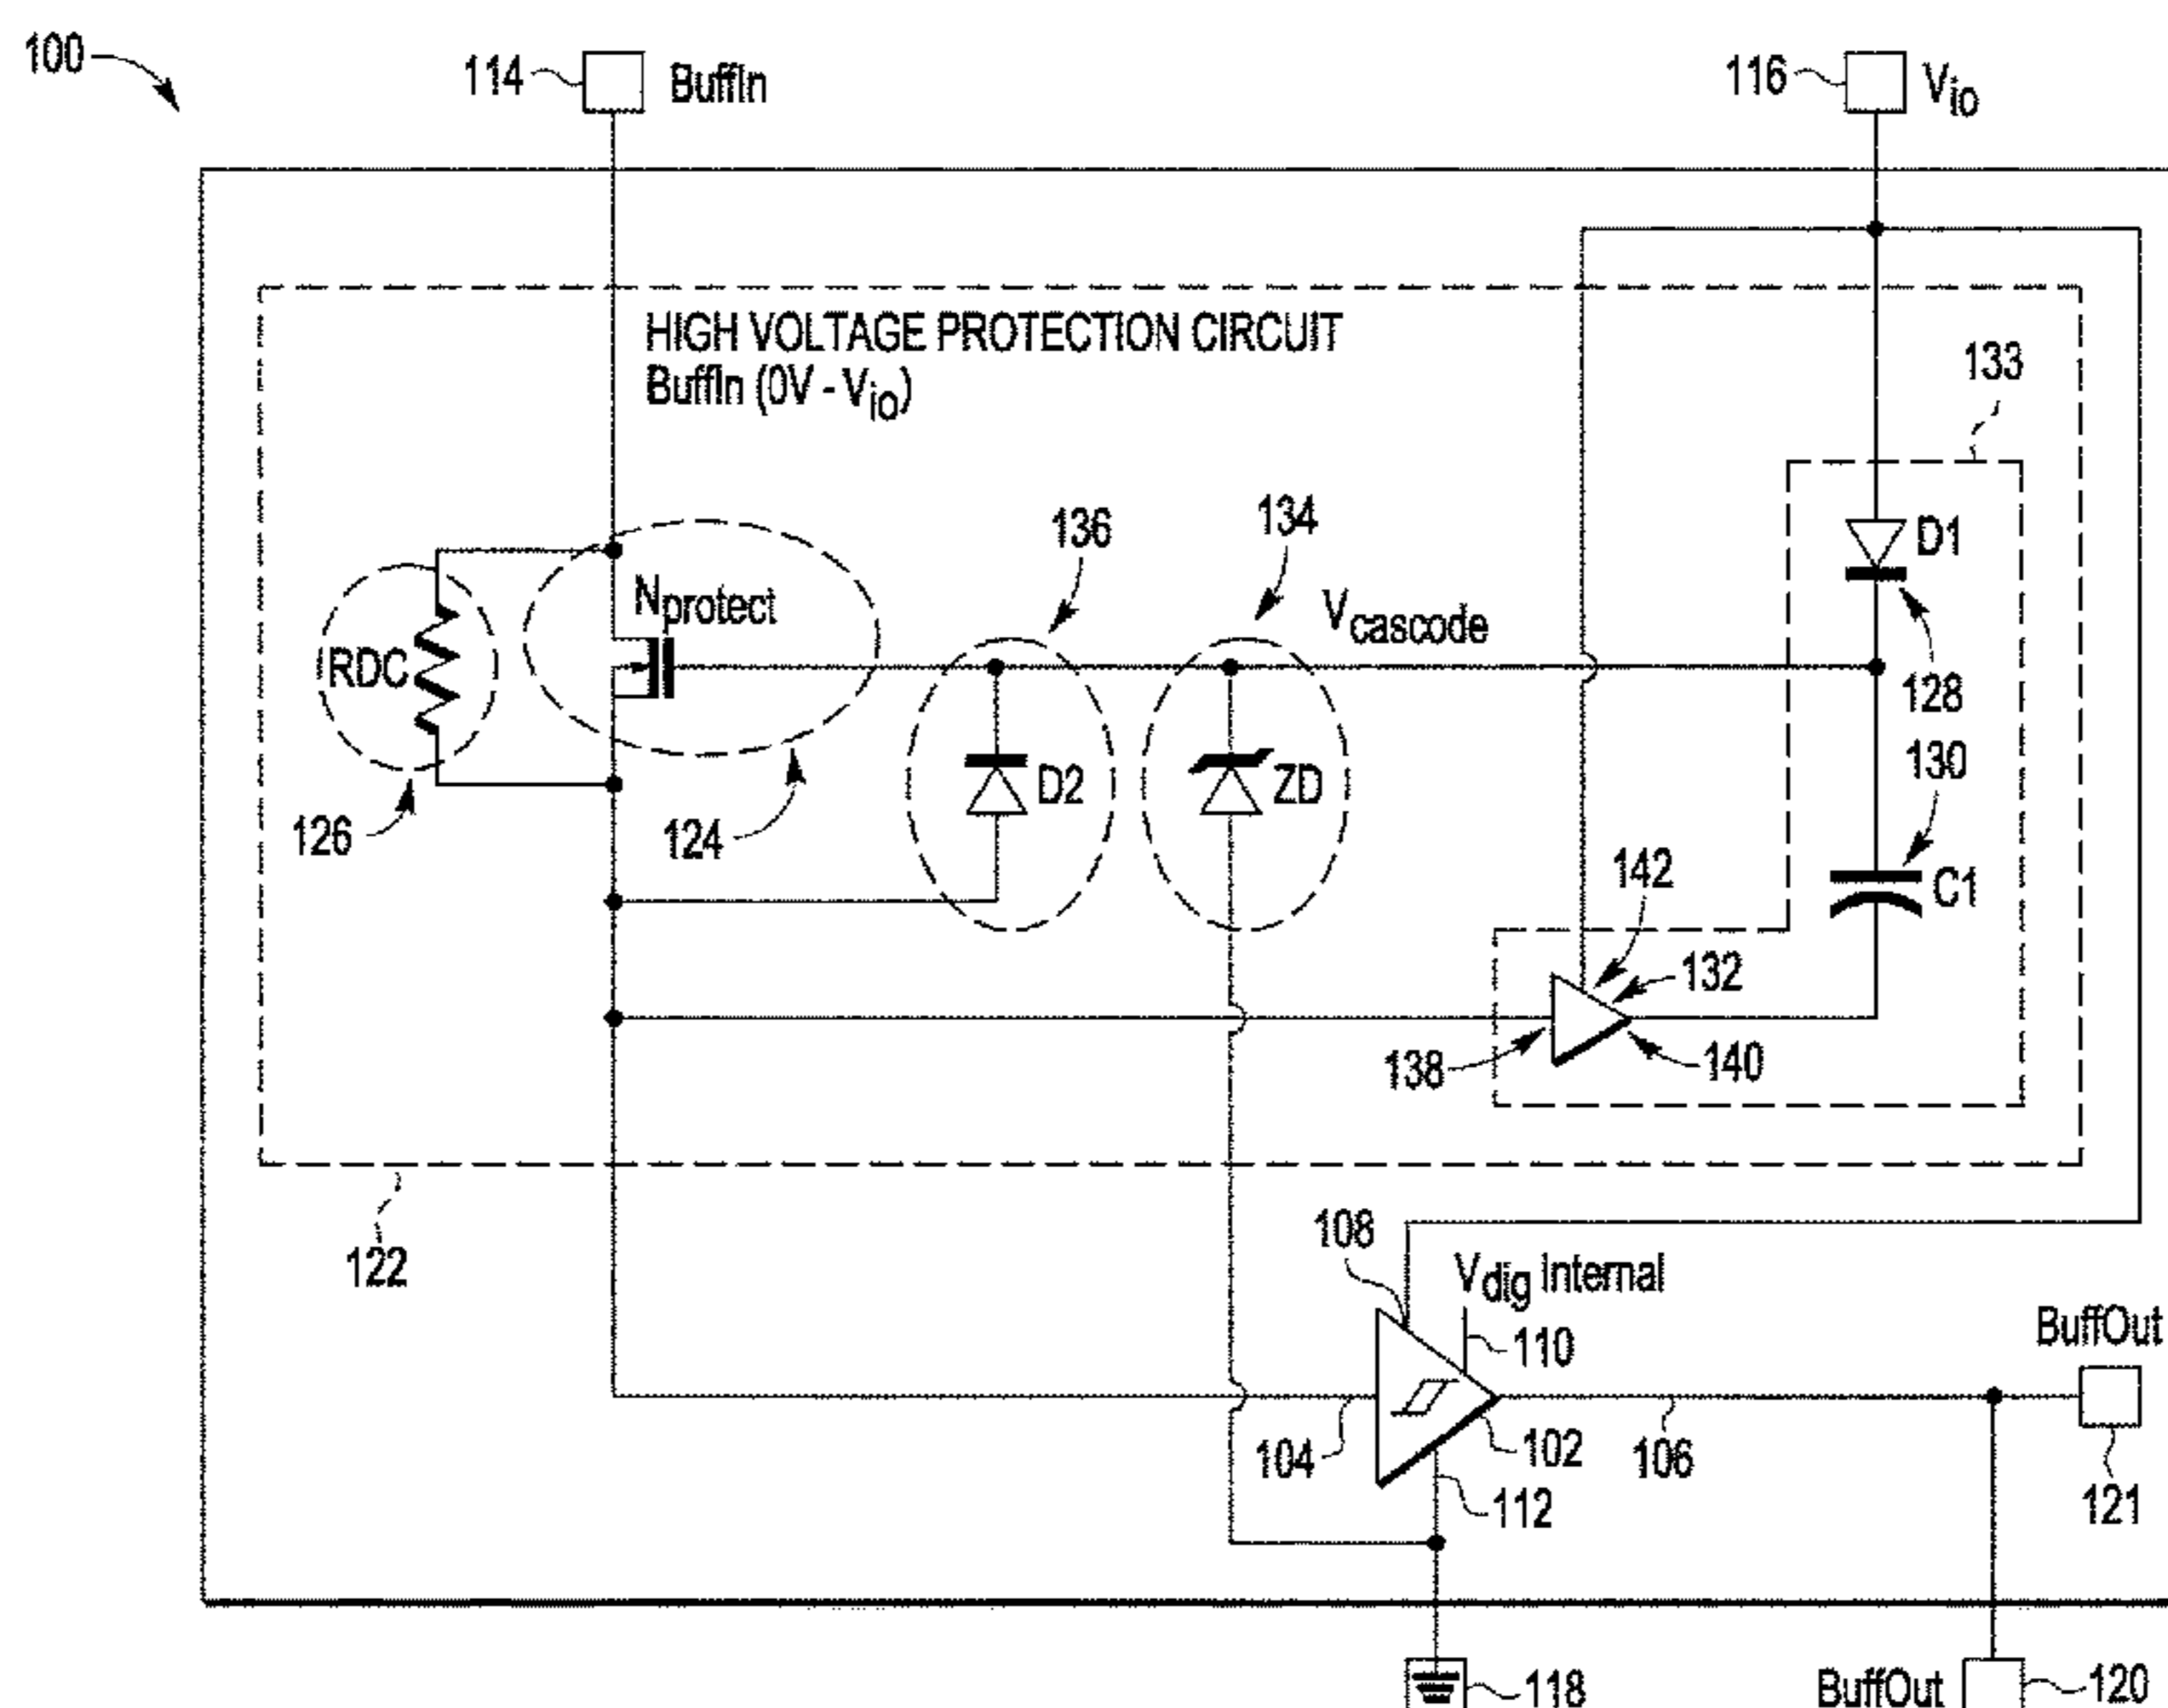 100
114
BuffIn
116
Vio
HIGH VOLTAGE PROTECTION CIRCUIT
BuffIn (0V - Vio)
133
136
134
D1
Nprotect
Vcascode
RDC
128
130
D2
ZD
126
124
142
C1
132
138
140
108
122
Vdig Internal
110
BuffOut
104
102
106
112
121
118
BuffOut
120